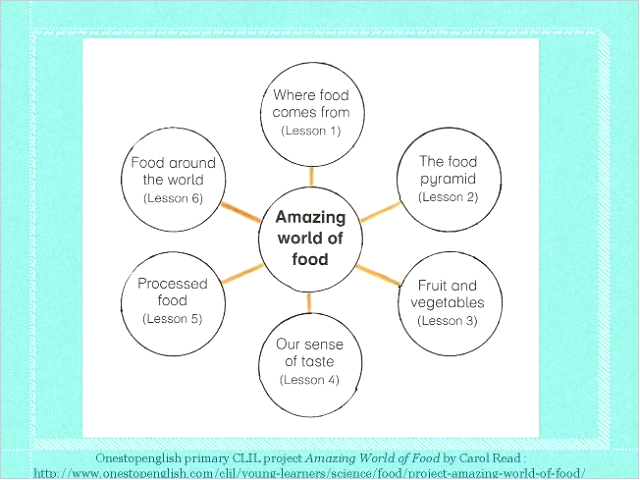 Where food
comes from
(Lesson 1)
Food around
the world
(Lesson 6)
The food
pyramid
(Lesson 2)
Amazing
world of
food
Processed
food
(Lesson 5)
Fruit and
vegetables
(Lesson 3)
Our sense
of taste
(Lesson 4)
Onestopenglish primary CLIL project Amazing World of Food by Carol Read :
http://www.onestopenglish.com/clil/young-learners/science/food/project-amazing-world-of-food/